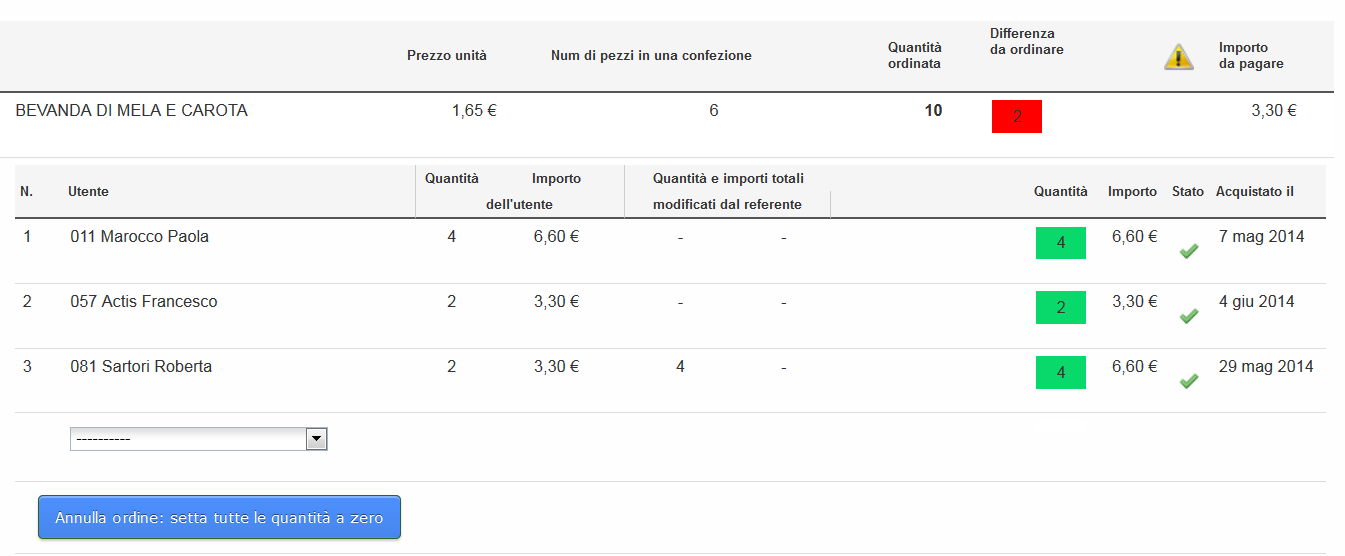 Prezzo unità Num di pezzi in una confezione Quantità ordinata Differenza da ordinare Importo da pagare
BEVANDA DI MELA E CAROTA 1,65 € 6 10 2 3,30 €
N. Utente Quantità Importo dell'utente Quantità e importi totali modificati dal referente Quantità Importo Stato Acquistato il
1 011 Marocco Paola 4 6,60 € - - 4 6,60 € 7 mag 2014
2 057 Actis Francesco 2 3,30 € - - 2 3,30 € 4 giu 2014
3 081 Sartori Roberta 2 3,30 € 4 - 4 6,60 € 29 mag 2014
----------
Annulla ordine: setta tutte le quantità a zero